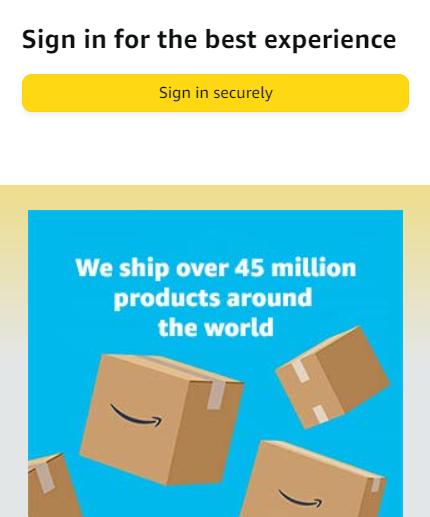 Sign in for the best experience
Sign in securely
We ship over 45 million
products around
the world